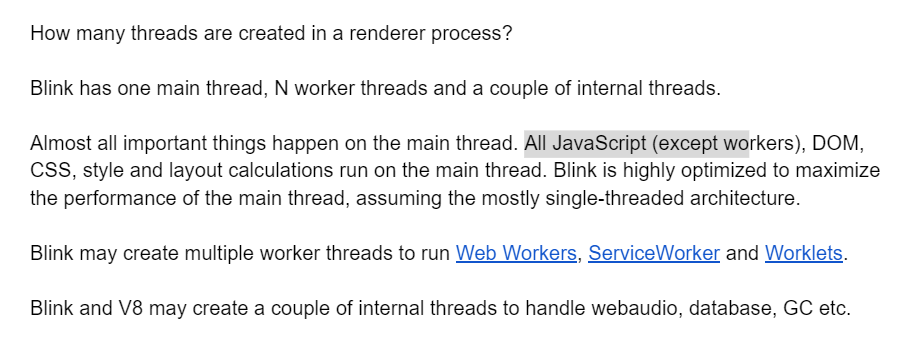 How many threads are created in a renderer process?
Blink has one main thread, N worker threads and a couple of internal threads.
Almost all important things happen on the main thread. All JavaScript (except workers), DOM,
CSS, style and layout calculations run on the main thread. Blink is highly optimized to maximize
the performance of the main thread, assuming the mostly single-threaded architecture.
Blink may create multiple worker threads to run Web Workers, ServiceWorker and Worklets.
Blink and V8 may create a couple of internal threads to handle webaudio, database, GC etc.